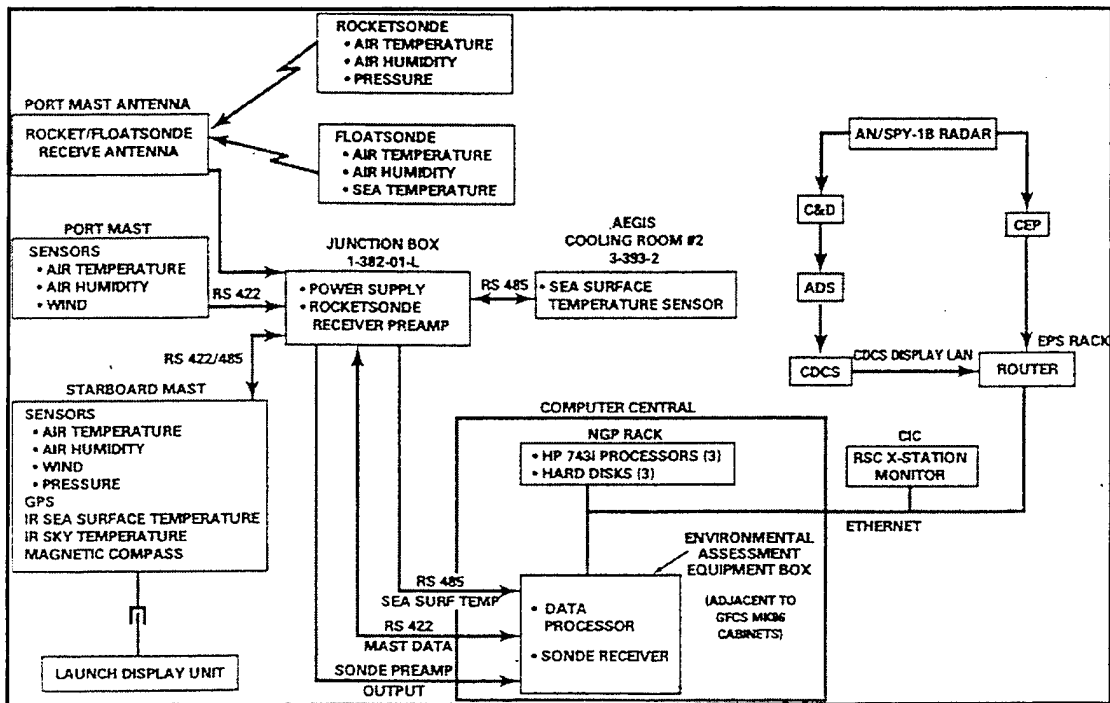 ROCKETSONDE
• AIR TEMPERATURE
• AIR HUMIDITY
• PRESSURE
PORT MAST ANTENNA
ROCKET/FLOATSONDE
RECEIVE ANTENNA
FLOATSONDE
• AIR TEMPERATURE
• AIR HUMIDITY
• SEA TEMPERATURE
AN/SPY-1B RADAR
C&D
CEP
ADS
CDCS
CDCS DISPLAY LAN
EPS RACK
ROUTER
PORT MAST
SENSORS
• AIR TEMPERATURE
• AIR HUMIDITY
• WIND
RS 422
JUNCTION BOX
1-382-01-L
• POWER SUPPLY
• ROCKETSONDE
RECEIVER PREAMP
RS 485
AEGIS
COOLING ROOM #2
3-393-2
• SEA SURFACE
TEMPERATURE SENSOR
RS 422/485
STARBOARD MAST
SENSORS
• AIR TEMPERATURE
• AIR HUMIDITY
• WIND
• PRESSURE
GPS
IR SEA SURFACE TEMPERATURE
IR SKY TEMPERATURE
MAGNETIC COMPASS
LAUNCH DISPLAY UNIT
COMPUTER CENTRAL
NGP RACK
• HP 743I PROCESSORS (3)
• HARD DISKS (3)
CIC
RSC X-STATION
MONITOR
ETHERNET
ENVIRONMENTAL
ASSESSMENT
EQUIPMENT BOX
(ADJACENT TO
GFCS MK86
CABINETS)
RS 485
SEA SURF TEMP
RS 422
MAST DATA
SONDE PREAMP
OUTPUT
• DATA
PROCESSOR
• SONDE RECEIVER